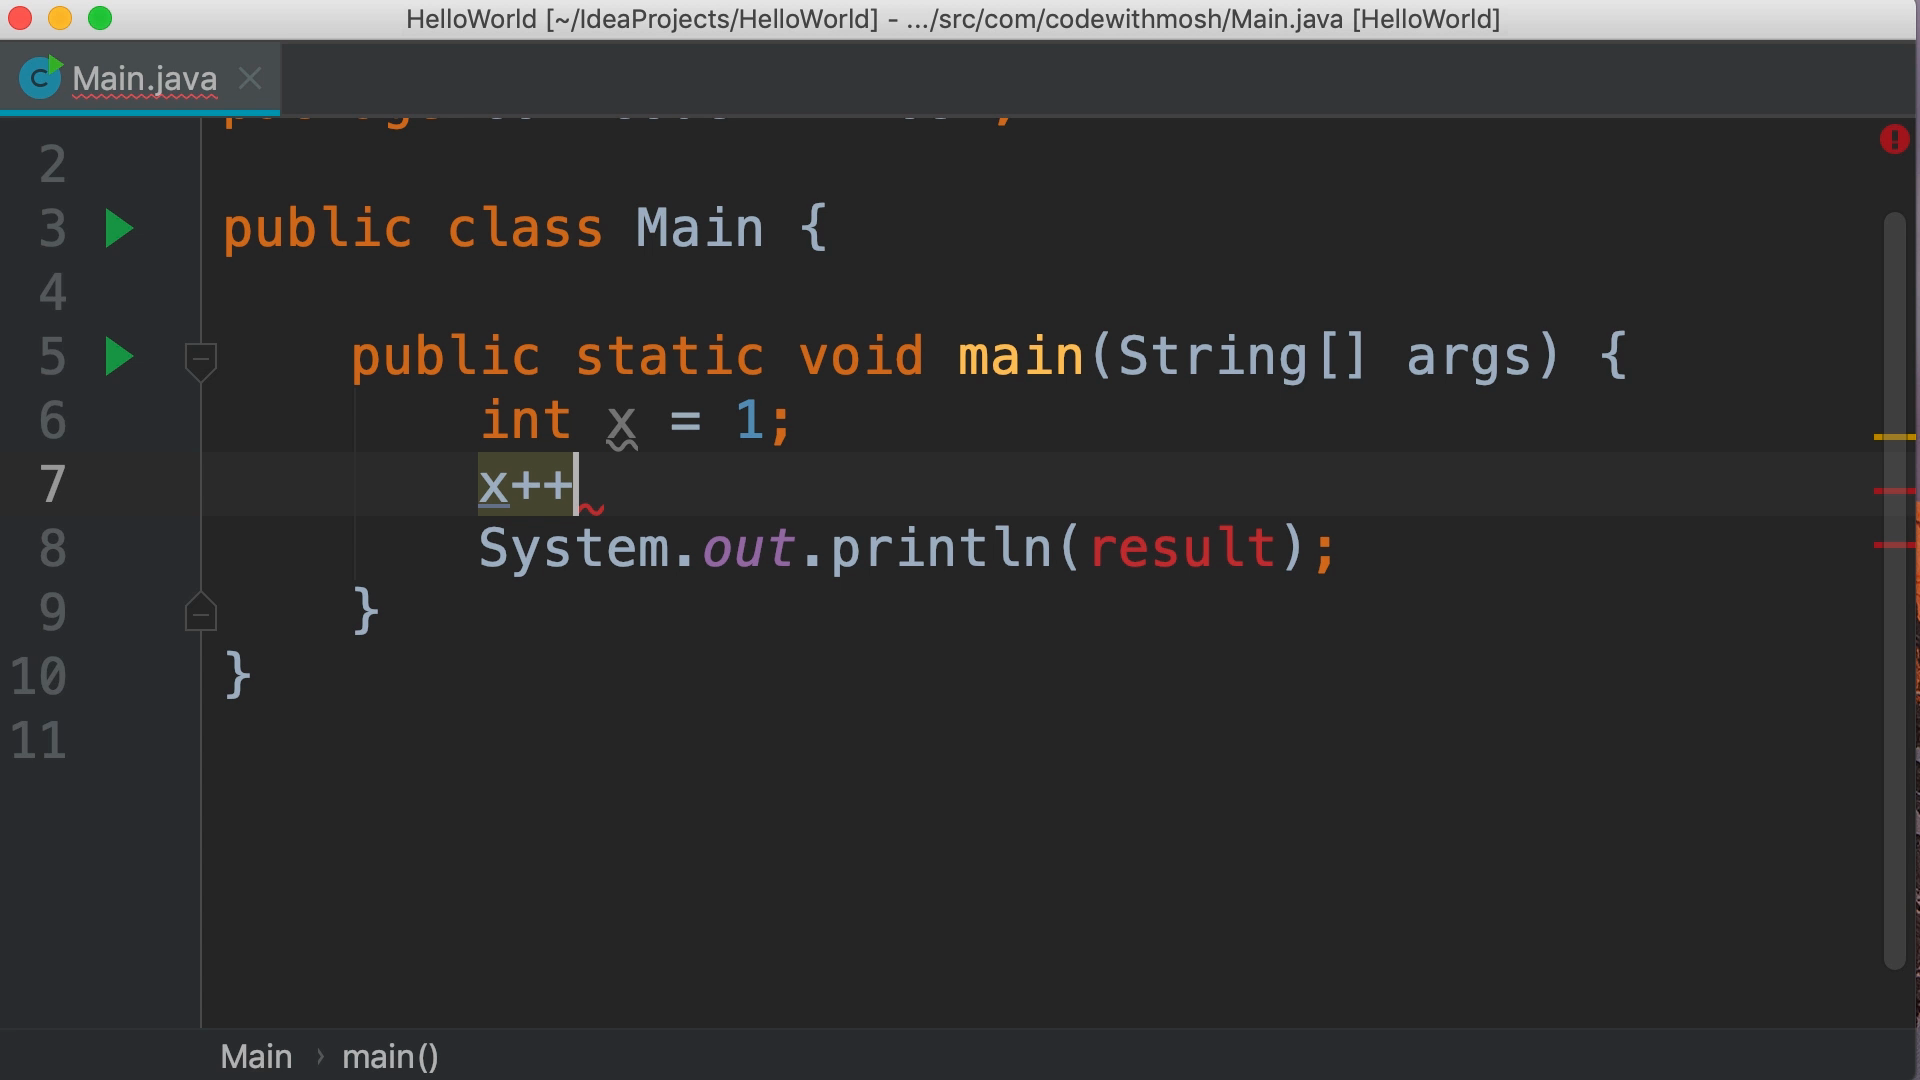 HelloWorld [~/IdeaProjects/HelloWorld] - .../src/com/codewithmosh/Main.java [HelloWorld]
Main.java
2
3 public class Main {
4
5 public static void main(String[] args) {
6 int x = 1;
7 x++
8 System.out.println(result);
9 }
10 }
11
Main › main()